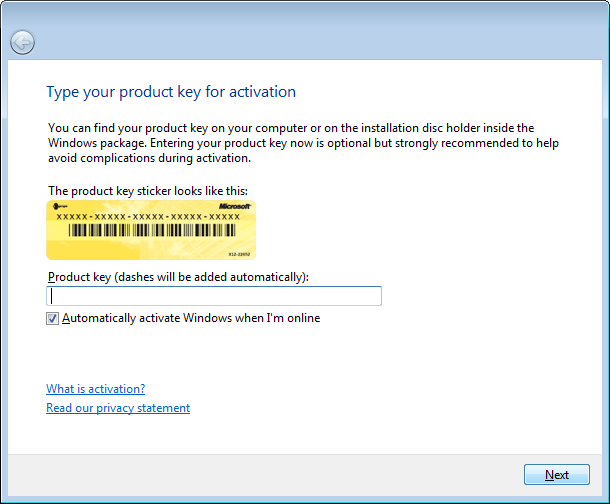 Type your product key for activation
You can find your product key on your computer or on the installation disc holder inside the
Windows package. Entering your product key now is optional but strongly recommended to help
avoid complications during activation.
The product key sticker looks like this:
Microsoft
XXXXX-XXXXX-XXXXX-XXXXX-XXXXX
Product key (dashes will be added automatically):
Automatically activate Windows when I'm online
What is activation?
Read our privacy statement
Next